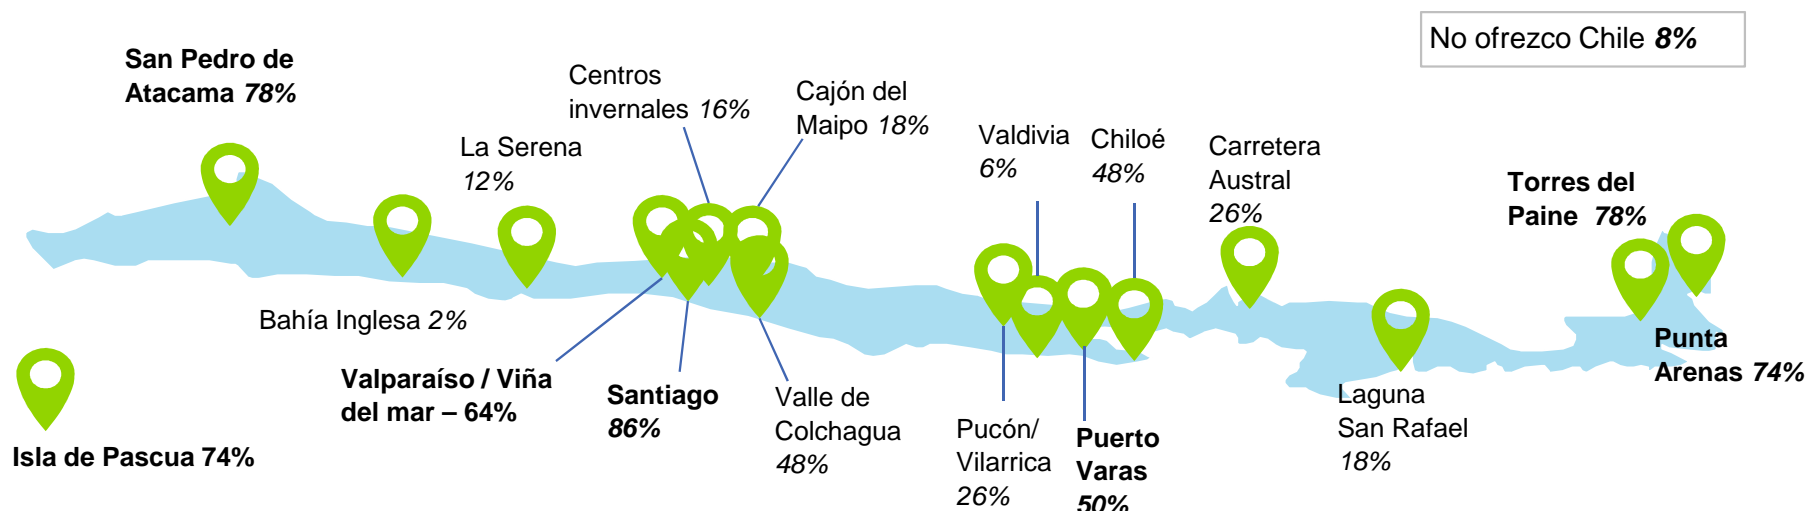 No ofrezco Chile 8%
San Pedro de
Atacama 78%
Centros
invernales 16%
Cajón del
Maipo 18%
La Serena
12%
Valdivia
6%
Chiloé
48%
Carretera
Austral
26%
Torres del
Paine 78%
Bahía Inglesa 2%
Valparaíso / Viña
del mar – 64%
Santiago
86%
Valle de
Colchagua
48%
Pucón/
Vilarrica
26%
Puerto
Varas
50%
Laguna
San Rafael
18%
Punta
Arenas 74%
Isla de Pascua 74%